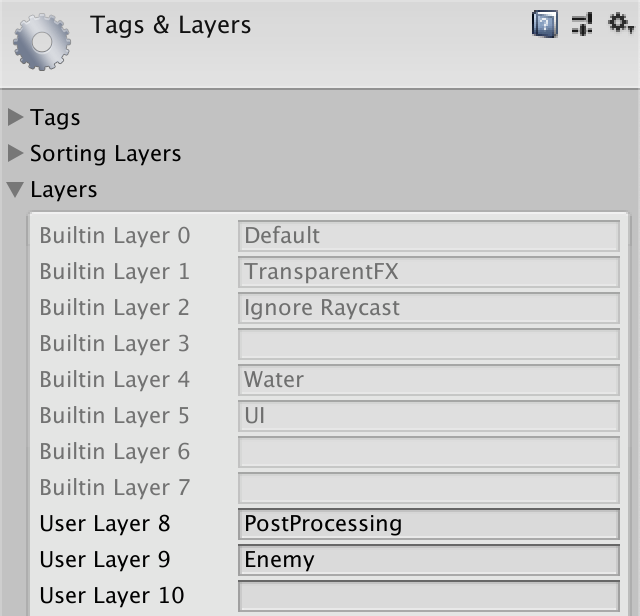 Tags & Layers
Tags
Sorting Layers
Layers
Builtin Layer 0 Default
Builtin Layer 1 TransparentFX
Builtin Layer 2 Ignore Raycast
Builtin Layer 3
Builtin Layer 4 Water
Builtin Layer 5 UI
Builtin Layer 6
Builtin Layer 7
User Layer 8 PostProcessing
User Layer 9 Enemy
User Layer 10